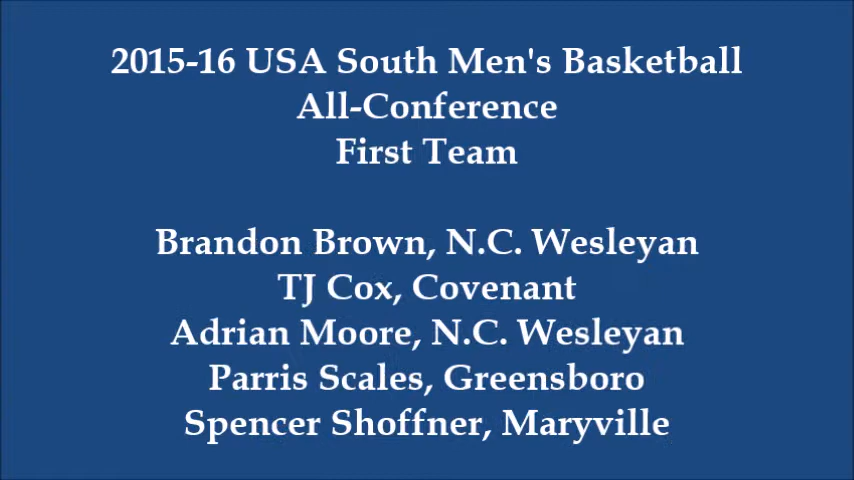 2015-16 USA South Men's Basketball
All-Conference
First Team
Brandon Brown, N.C. Wesleyan
TJ Cox, Covenant
Adrian Moore, N.C. Wesleyan
Parris Scales, Greensboro
Spencer Shoffner, Maryville